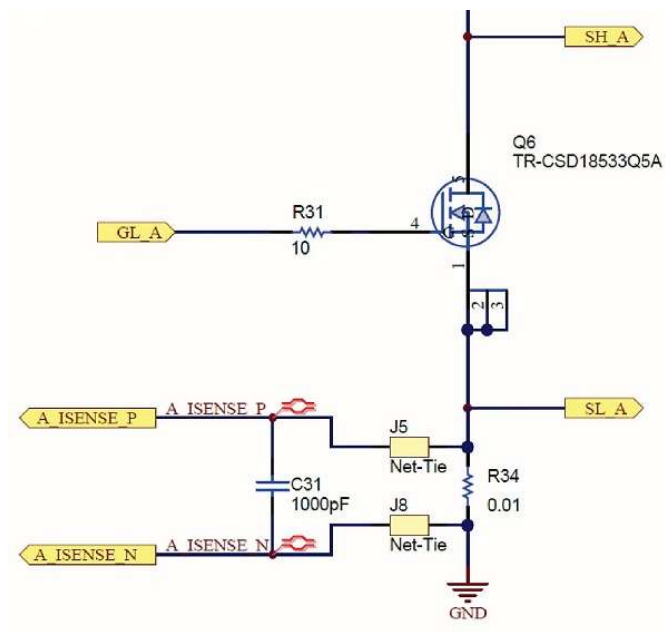 SH_A
Q6
TR-CSD18533Q5A
5
R31
D
GL_A
4
G
S
10
1
2
3
A_ISENSE_P
A_ISENSE_P
SL_A
J5
Net-Tie
R34
C31
1000pF
0.01
J8
A_ISENSE_N
A_ISENSE_N
Net-Tie
GND